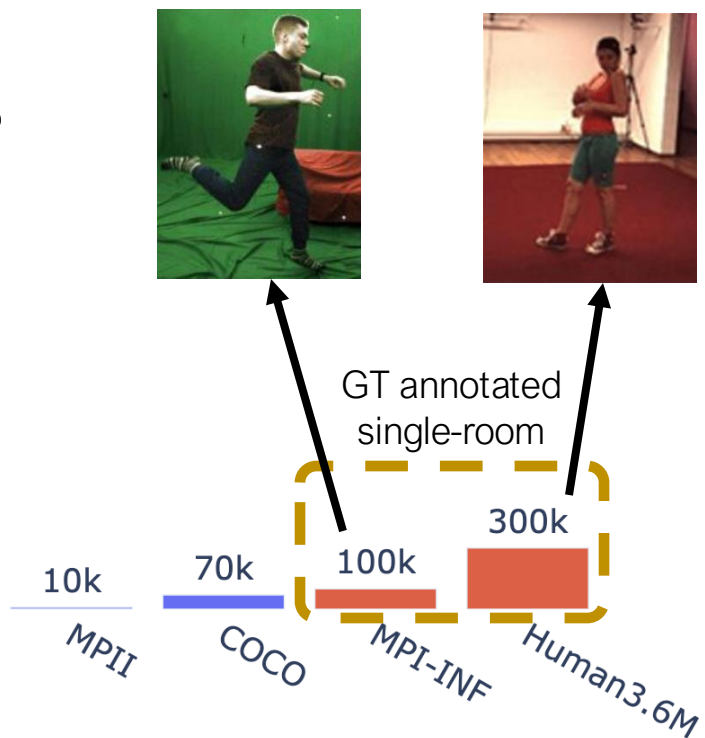 GT annotated
single-room
10k
70k
100k
300k
MPII
COCO
MPI-INF
Human3.6M